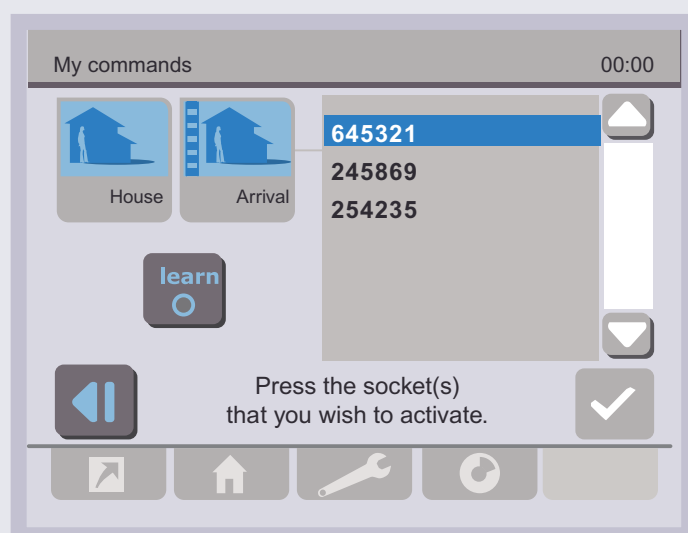 My commands 00:00
House
Arrival
645321
245869
254235
learn
Press the socket(s)
that you wish to activate.